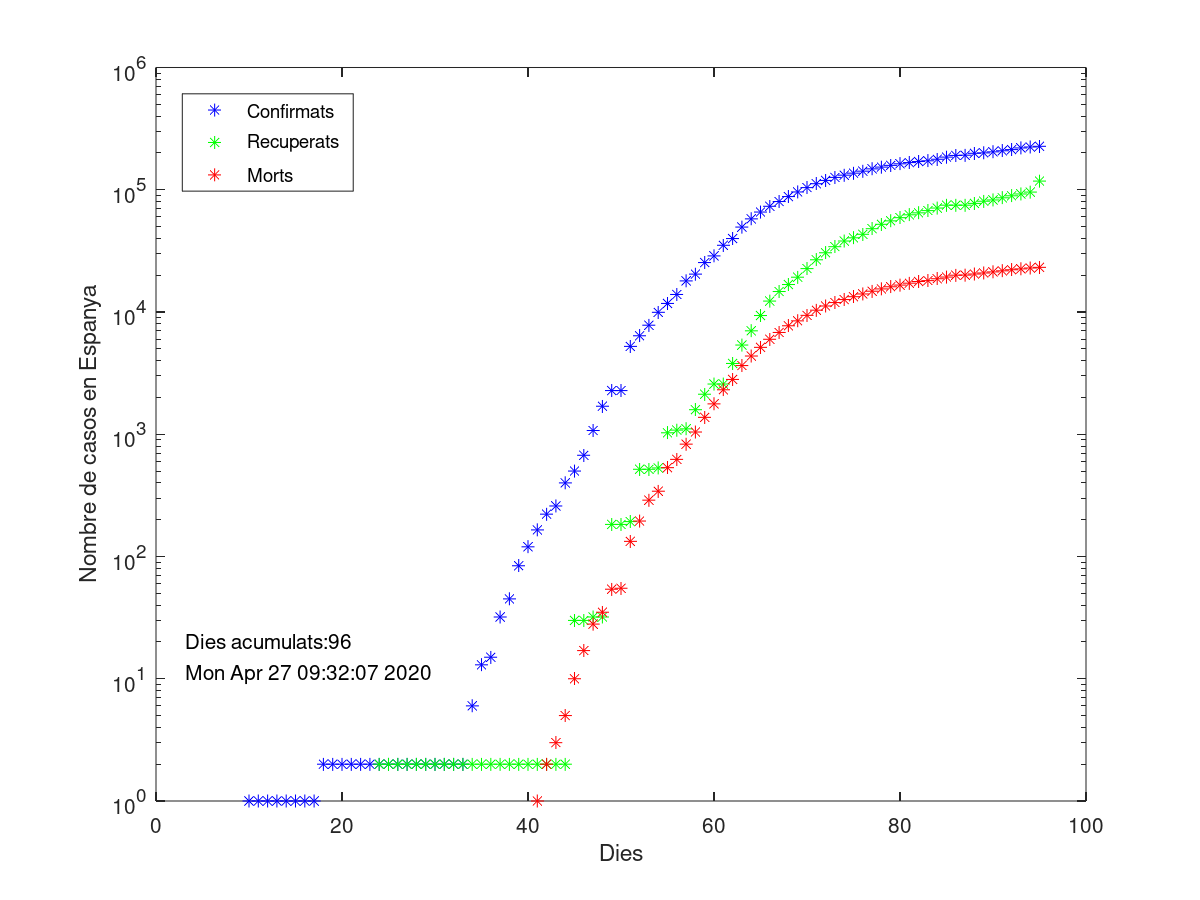 10^6
10^5
10^4
10^3
10^2
10^1
10^0
Nombre de casos en Espanya
Confirmats
Recuperats
Morts
Dies acumulats:96
Mon Apr 27 09:32:07 2020
0 20 40 60 80 100
Dies